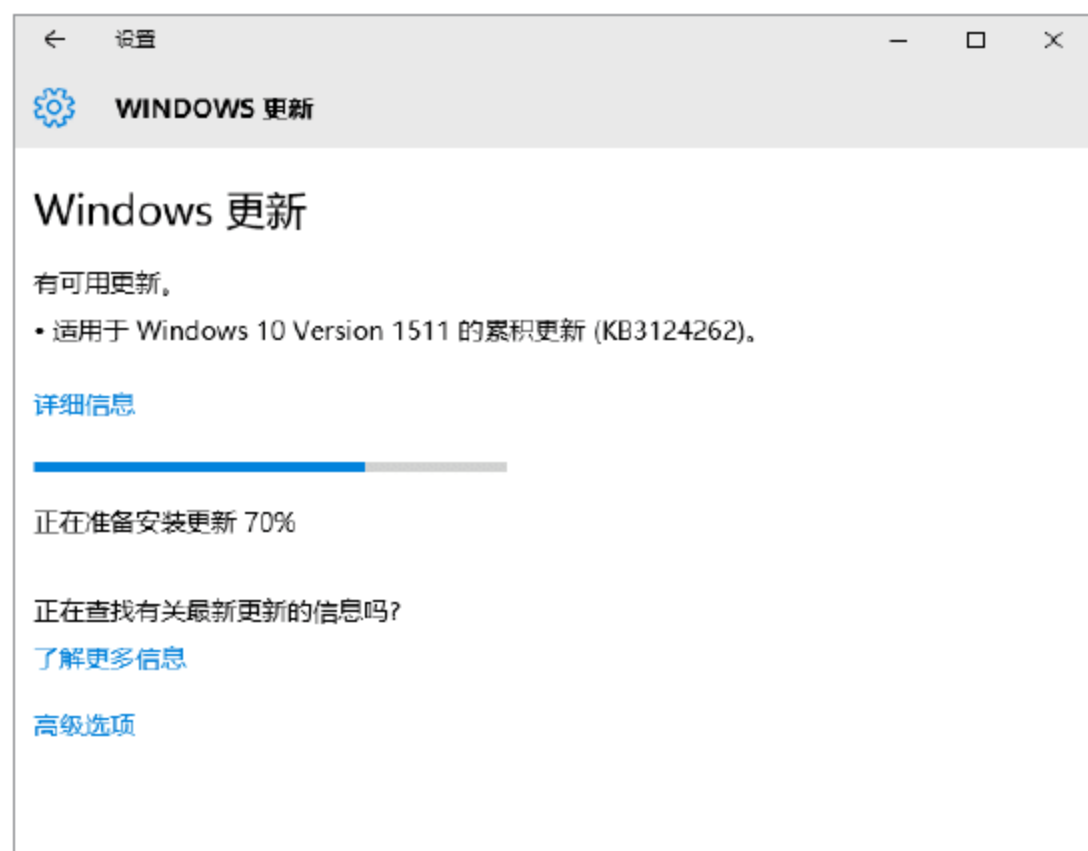 设置
WINDOWS 更新
Windows 更新
有可用更新。
• 适用于 Windows 10 Version 1511 的累积更新 (KB3124262)。
详细信息
正在准备安装更新 70%
正在查找有关最新更新的信息吗?
了解更多信息
高级选项